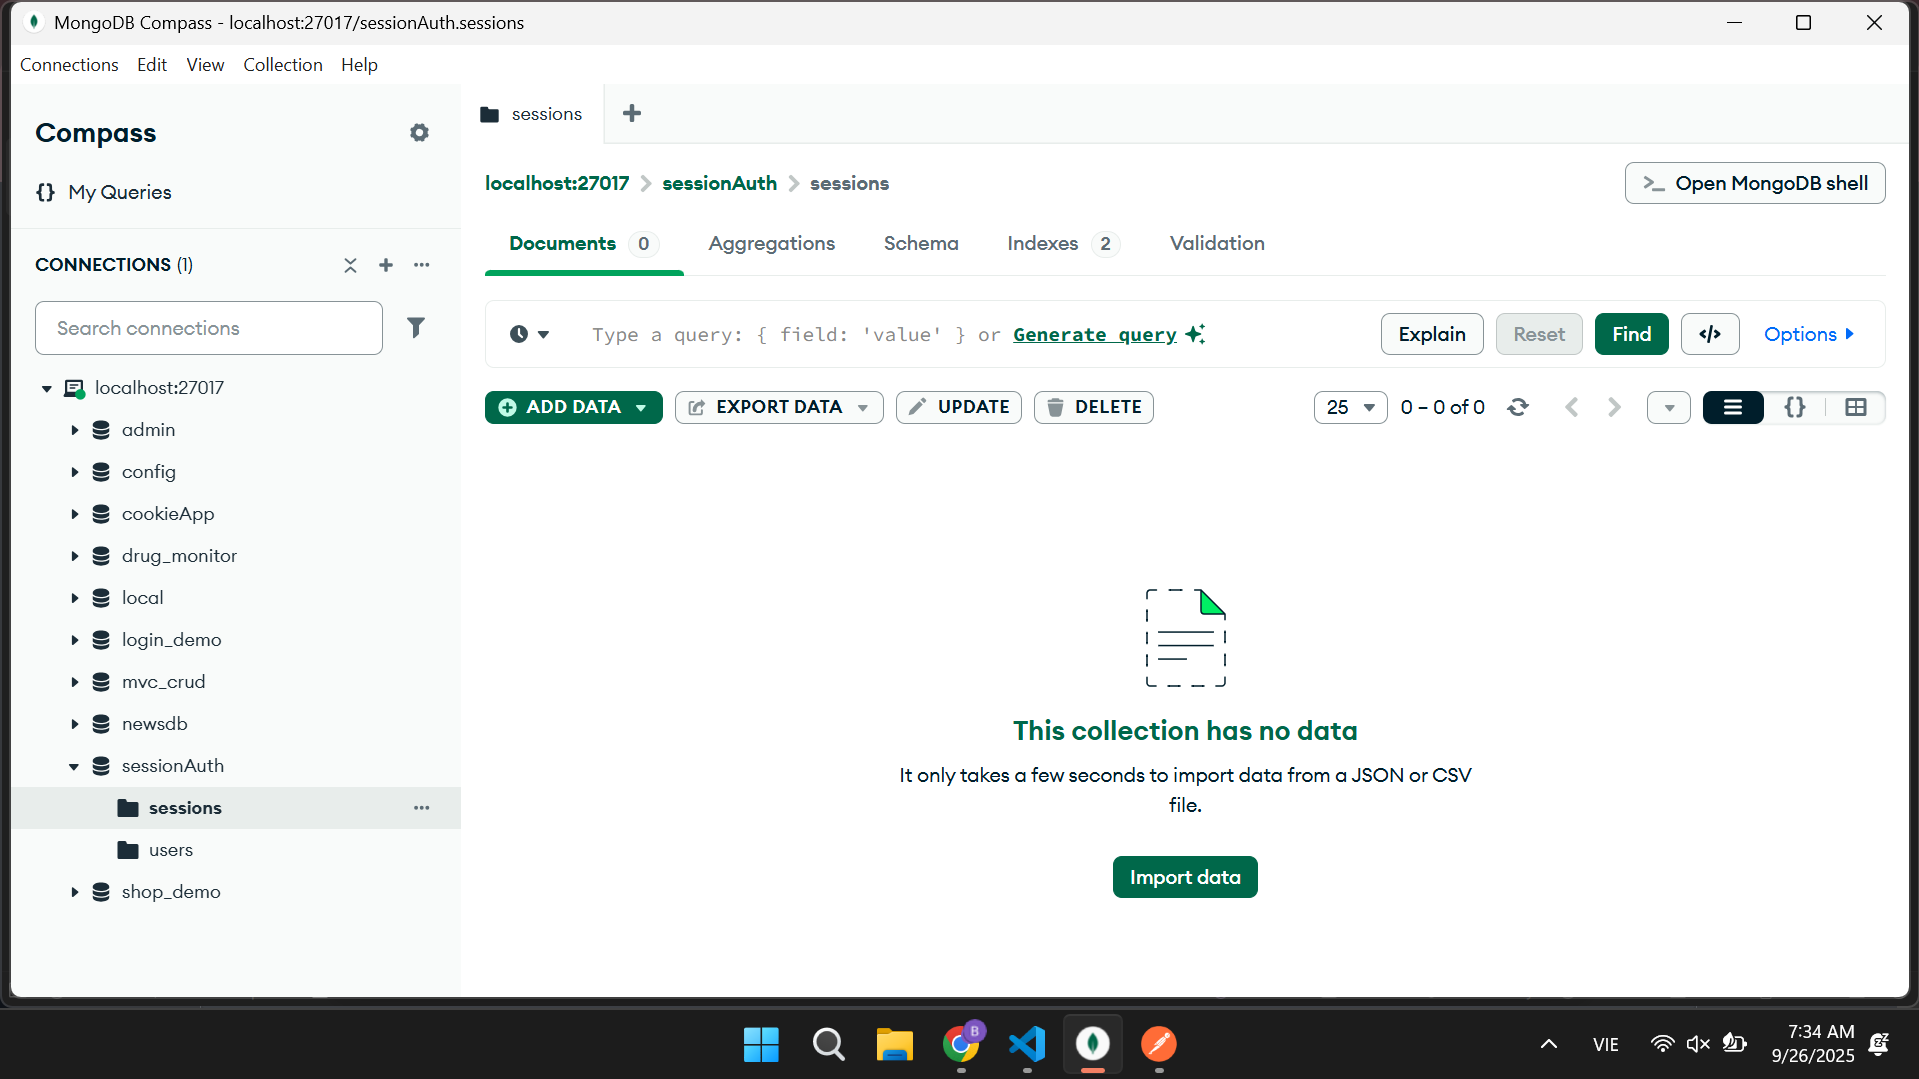 MongoDB Compass - localhost:27017/sessionAuth.sessions
Connections Edit View Collection Help
Compass
sessions
My Queries
localhost:27017 sessionAuth sessions
>_ Open MongoDB shell
Documents 0 Aggregations Schema Indexes 2 Validation
CONNECTIONS (1)
Search connections
Type a query: { field: 'value' } or Generate query
Explain Reset Find </> Options
ADD DATA EXPORT DATA UPDATE DELETE
25 0 – 0 of 0 {}
localhost:27017
admin
config
cookieApp
drug_monitor
local
login_demo
mvc_crud
newsdb
sessionAuth
sessions
users
shop_demo
This collection has no data
It only takes a few seconds to import data from a JSON or CSV
file.
Import data
B
VIE
7:34 AM
9/26/2025